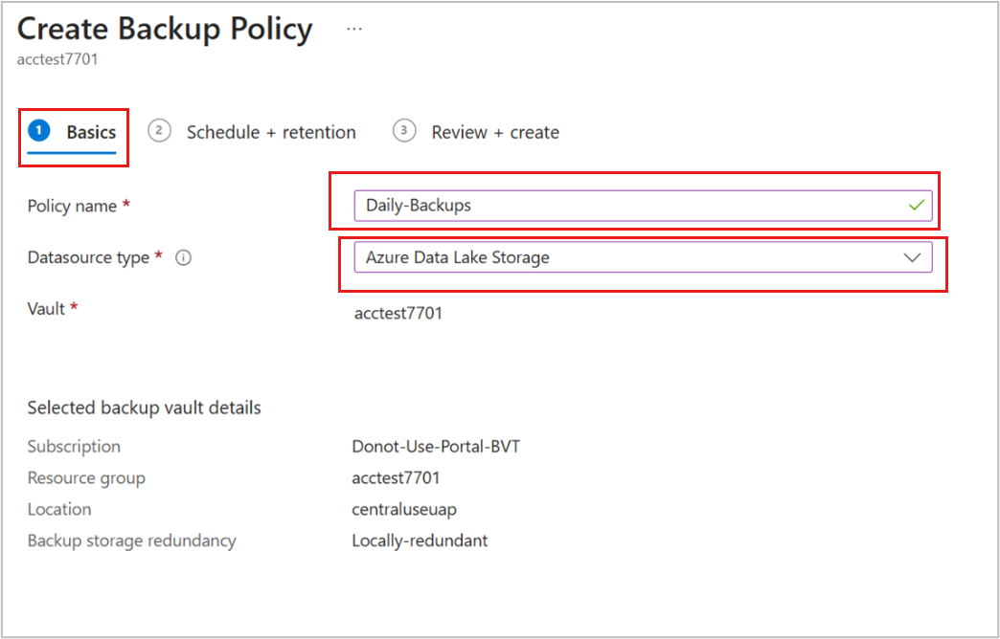 Create Backup Policy ...
acctest7701
1 Basics 2 Schedule + retention 3 Review + create
Policy name * Daily-Backups
Datasource type * Azure Data Lake Storage
Vault * acctest7701
Selected backup vault details
Subscription Donot-Use-Portal-BVT
Resource group acctest7701
Location centraluseuap
Backup storage redundancy Locally-redundant